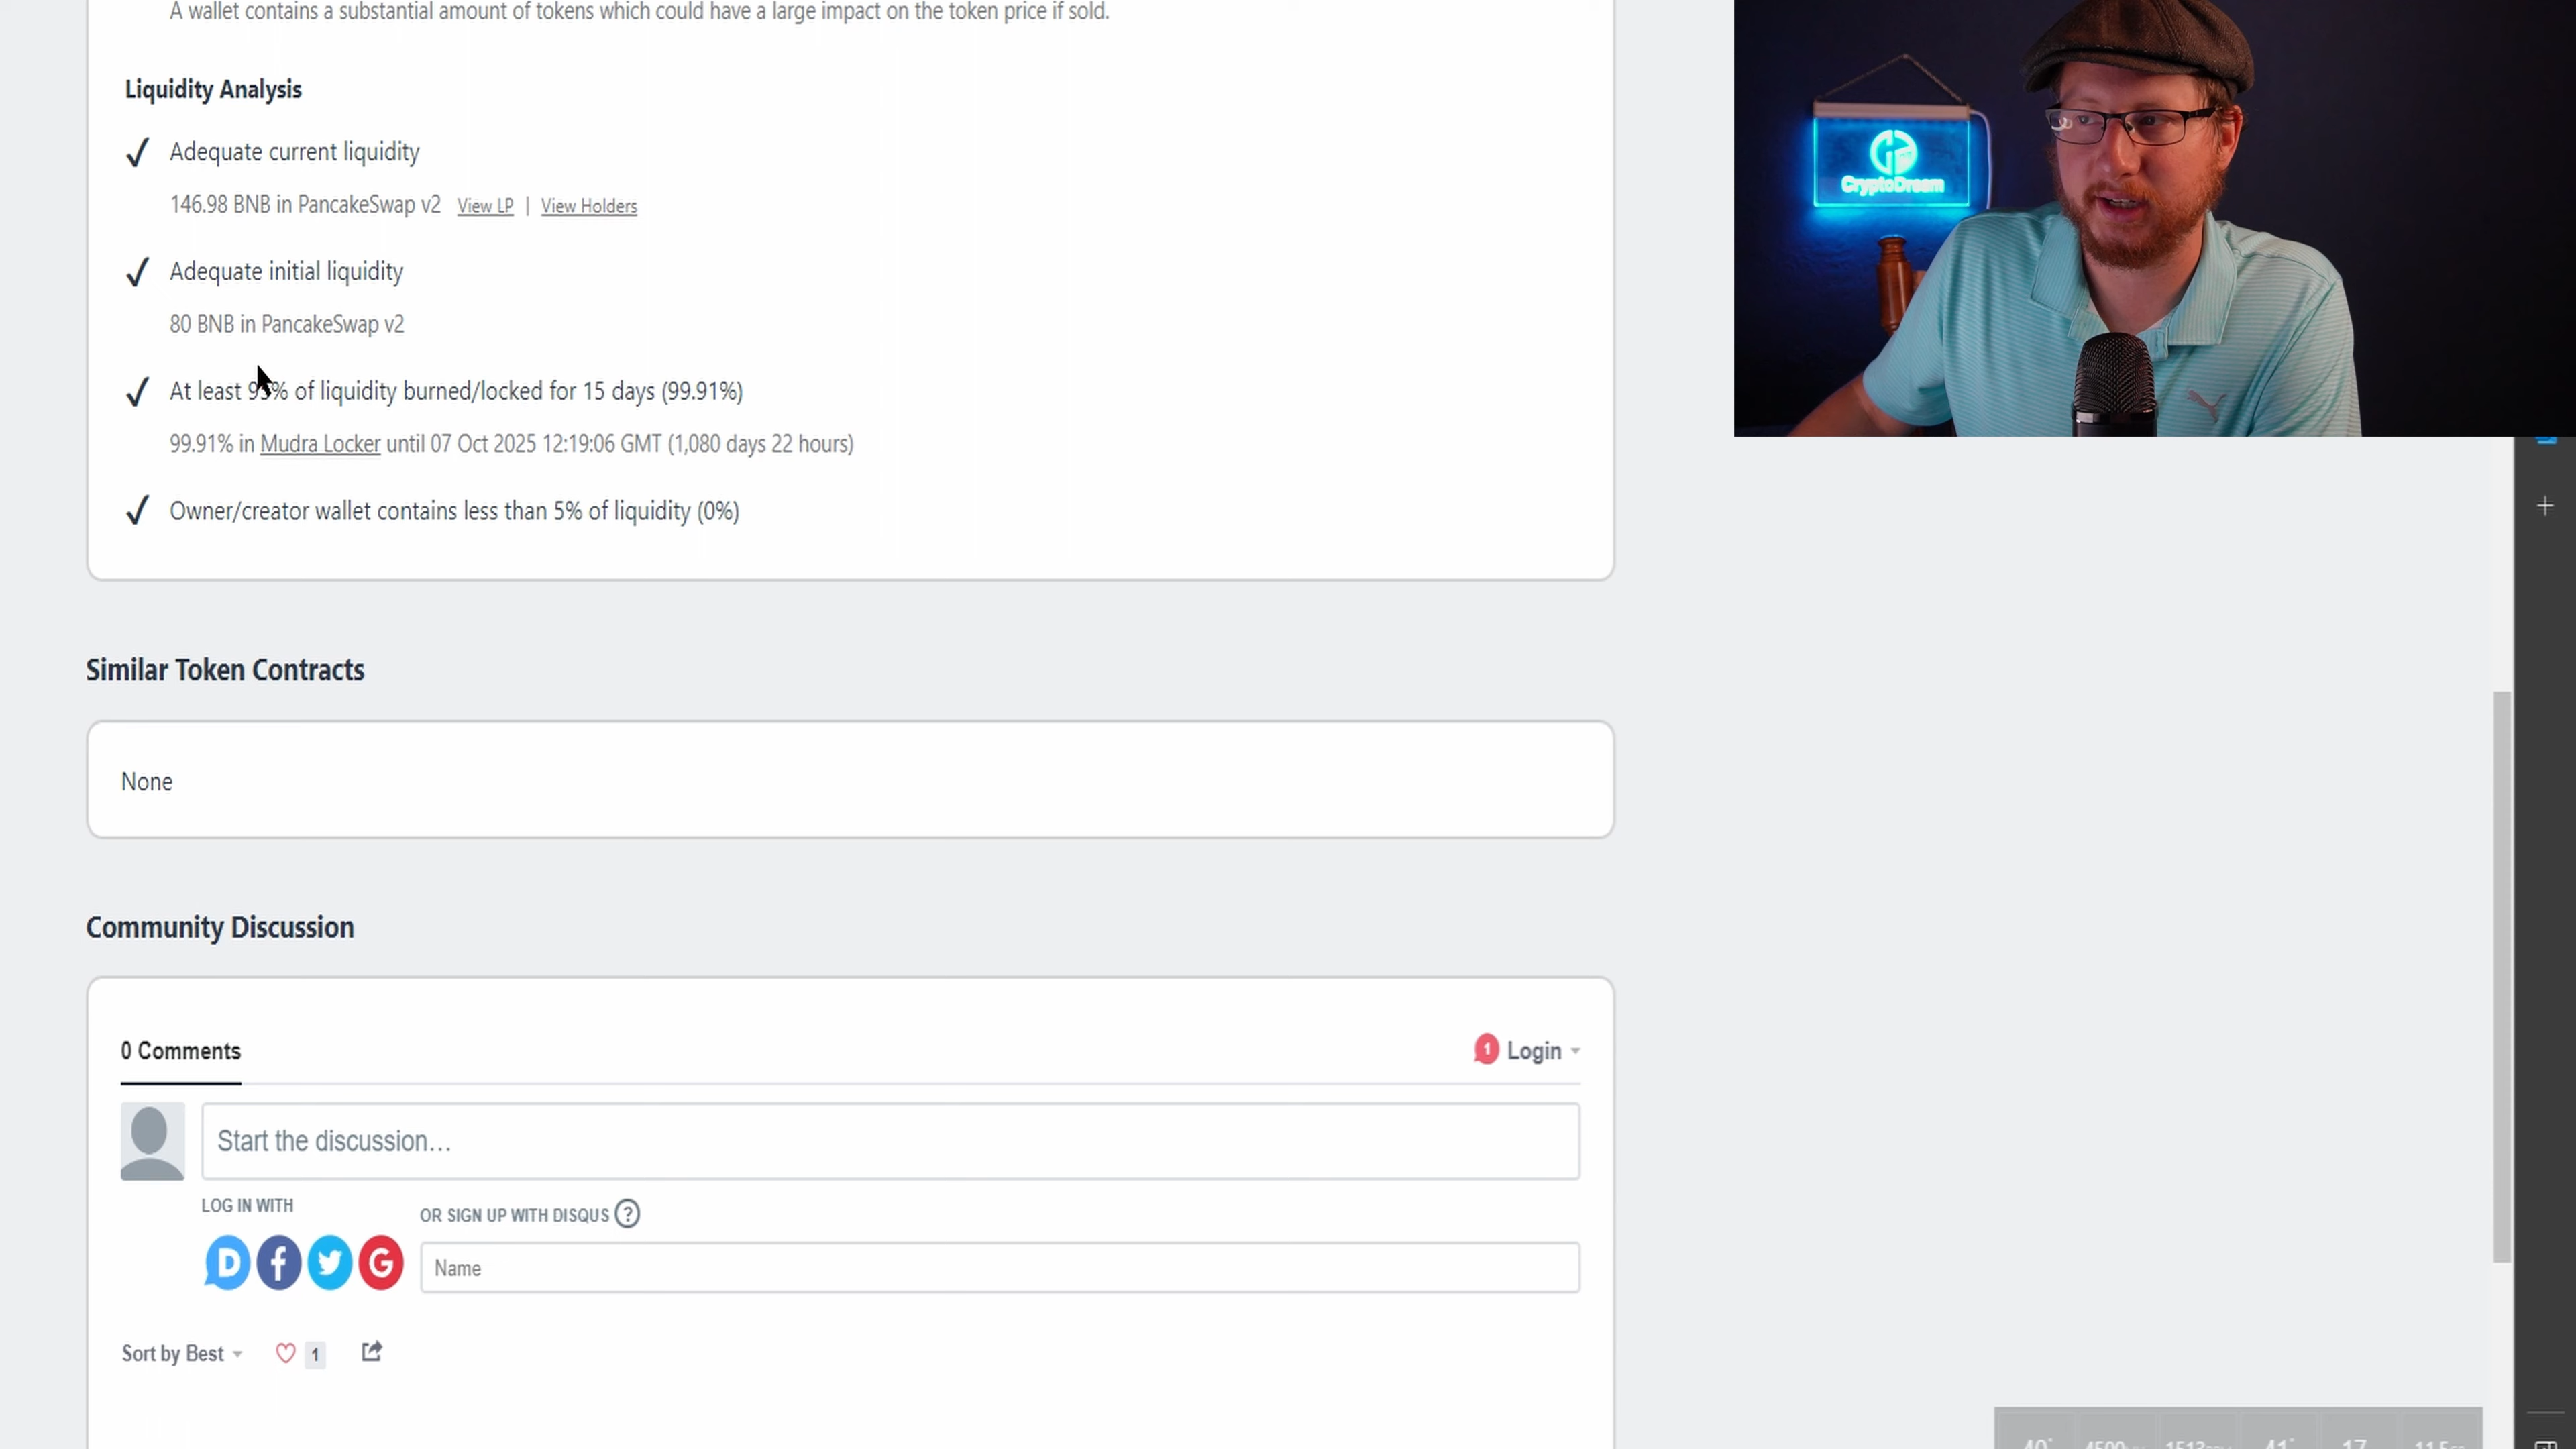 A wallet contains a substantial amount of tokens which could have a large impact on the token price if sold.
Liquidity Analysis
Adequate current liquidity
146.98 BNB in PancakeSwap v2 View LP | View Holders
Adequate initial liquidity
80 BNB in PancakeSwap v2
At least of liquidity burned/locked for 15 days (99.91%)
99.91% in Mudra Locker until 07 Oct 2025 12:19:06 GMT (1,080 days 22 hours)
Owner/creator wallet contains less than 5% of liquidity (0%)
CryptoDream
Similar Token Contracts
None
Community Discussion
0 Comments
1 Login
Start the discussion...
LOG IN WITH
OR SIGN UP WITH DISQUS ?
D f G
Name
Sort by Best 1